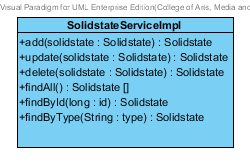 Visual Paradigm for UML Enterprise Edition(College of Arts, Media and
SolidstateServiceImpl
+add(solidstate : Solidstate) : Solidstate
+update(solidstate : Solidstate) : Solidstate
+delete(solidstate : Solidstate) : Solidstate
+findAll() : Solidstate []
+findById(long : id) : Solidstate
+findByType(String : type) : Solidstate